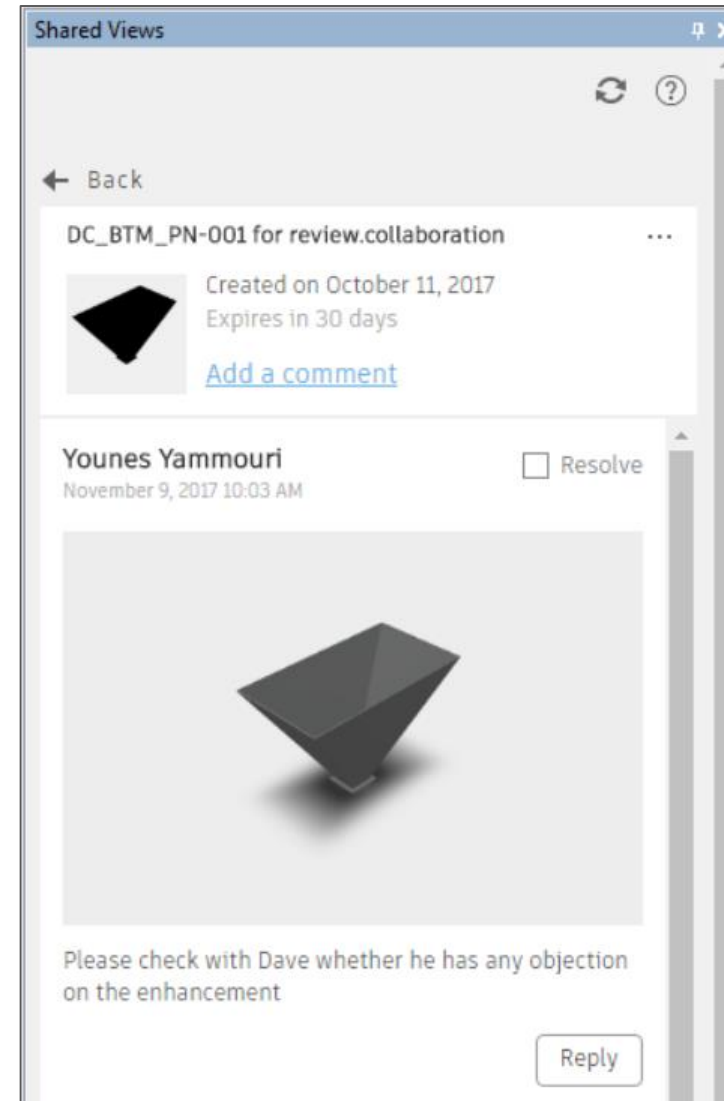 Shared Views
?
Back
DC_BTM_PN-001 for review.collaboration
...
Created on October 11, 2017
Expires in 30 days
Add a comment
Younes Yammouri
Resolve
November 9, 2017 10:03 AM
Please check with Dave whether he has any objection
on the enhancement
Reply